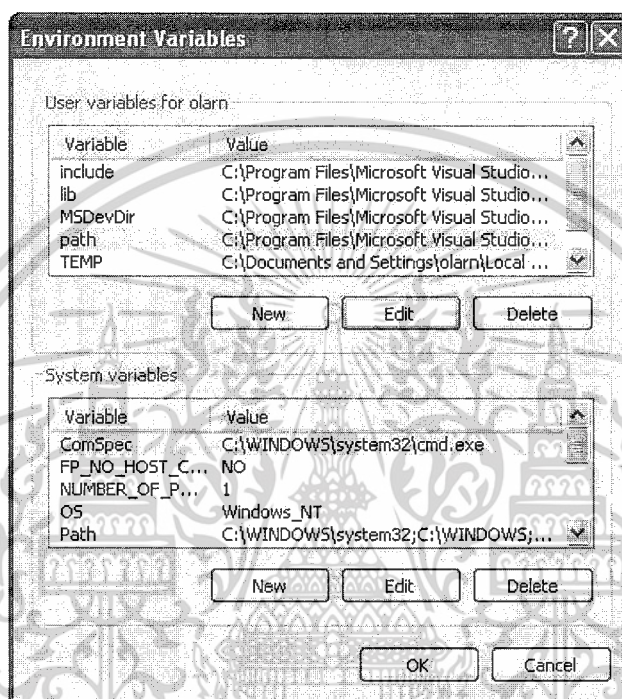 Environment Variables
User variables for olarn
Variable Value
include C:\Program Files\Microsoft Visual Studio...
lib C:\Program Files\Microsoft Visual Studio...
MSDevDir C:\Program Files\Microsoft Visual Studio...
path C:\Program Files\Microsoft Visual Studio...
TEMP C:\Documents and Settings\olarn\Local ...
New Edit Delete
System variables
Variable Value
ComSpec C:\WINDOWS\system32\cmd.exe
FP_NO_HOST_C... NO
NUMBER_OF_P... 1
OS Windows_NT
Path C:\WINDOWS\system32;C:\WINDOWS;...
New Edit Delete
OK Cancel